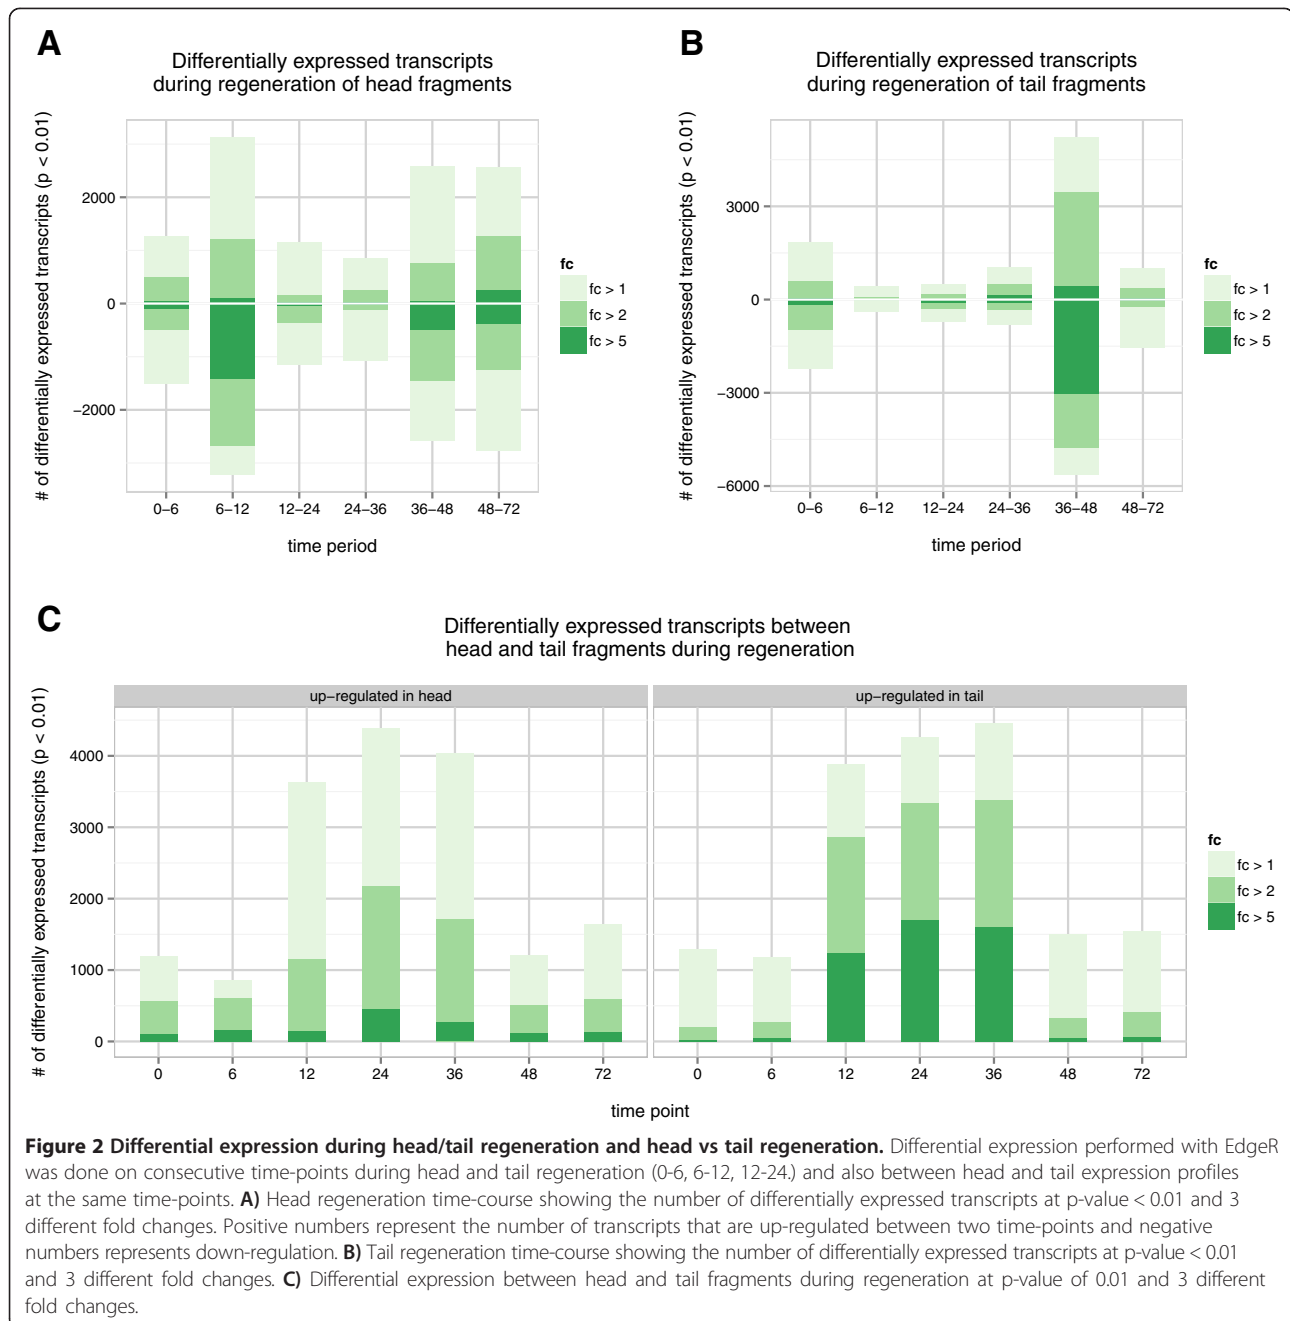 A
Differentially expressed transcripts
during regeneration of head fragments
# of differentially expressed transcripts (p < 0.01)
2000
0
−2000
0−6
6−12
12−24
24−36
36−48
48−72
time period
fc
fc > 1
fc > 2
fc > 5
B
Differentially expressed transcripts
during regeneration of tail fragments
# of differentially expressed transcripts (p < 0.01)
3000
0
−3000
−6000
0−6
6−12
12−24
24−36
36−48
48−72
time period
fc
fc > 1
fc > 2
fc > 5
C
Differentially expressed transcripts between
head and tail fragments during regeneration
# of differentially expressed transcripts (p < 0.01)
up−regulated in head
up−regulated in tail
4000
3000
2000
1000
0
0
6
12
24
36
48
72
0
6
12
24
36
48
72
time point
fc
fc > 1
fc > 2
fc > 5
Figure 2 Differential expression during head/tail regeneration and head vs tail regeneration. Differential expression performed with EdgeR
was done on consecutive time-points during head and tail regeneration (0-6, 6-12, 12-24.) and also between head and tail expression profiles
at the same time-points. A) Head regeneration time-course showing the number of differentially expressed transcripts at p-value < 0.01 and 3
different fold changes. Positive numbers represent the number of transcripts that are up-regulated between two time-points and negative
numbers represents down-regulation. B) Tail regeneration time-course showing the number of differentially expressed transcripts at p-value < 0.01
and 3 different fold changes. C) Differential expression between head and tail fragments during regeneration at p-value of 0.01 and 3 different
fold changes.